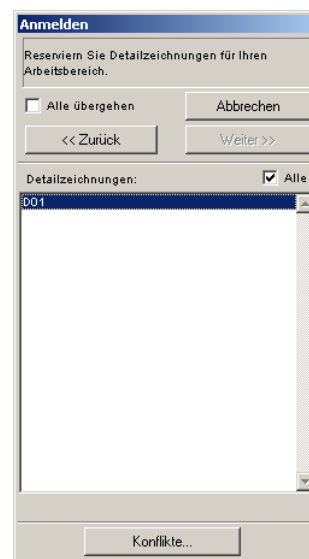 Anmelden
Reserviern Sie Detailzeichnungen für Ihren
Arbeitsbereich.
Alle übergehen
Abbrechen
<< Zurück
Weiter >>
Detailzeichnungen:
Alle
D01
Konflikte...